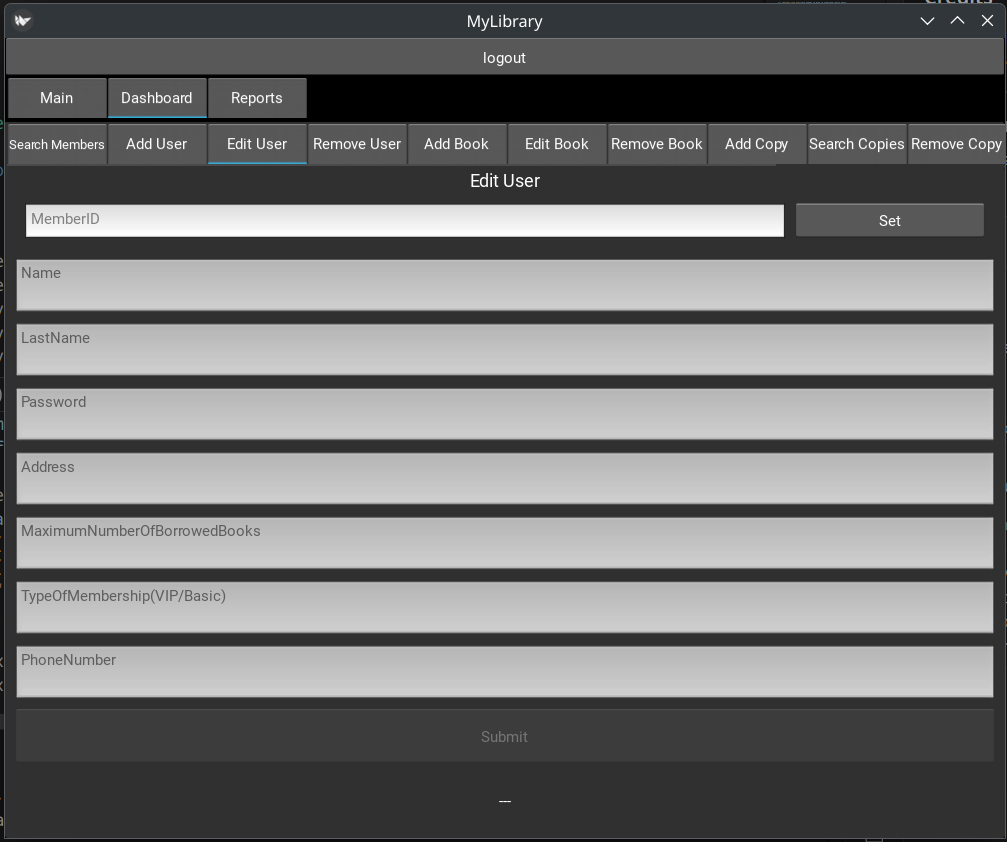 MyLibrary
logout
Main Dashboard Reports
Search Members Add User Edit User Remove User Add Book Edit Book Remove Book Add Copy Search Copies Remove Copy
Edit User
MemberID Set
Name
LastName
Password
Address
MaximumNumberOfBorrowedBooks
TypeOfMembership(VIP/Basic)
PhoneNumber
Submit
---